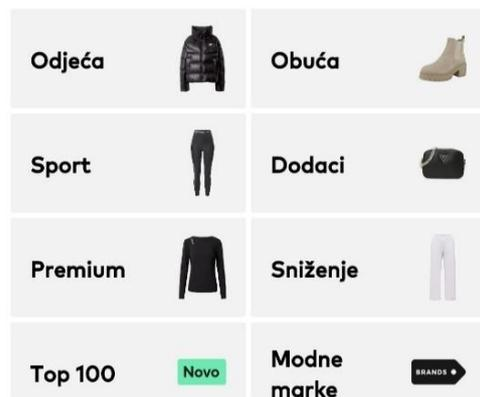 Odjeća
Obuća
Sport
Dodaci
Premium
Sniženje
Top 100
Novo
Modne
marke
BRANDS